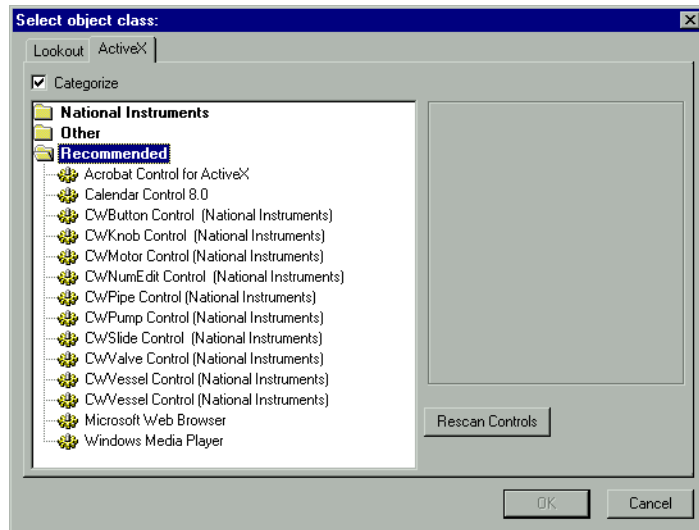 Select object class:
Lookout ActiveX
Categorize
National Instruments
Other
Recommended
Acrobat Control for ActiveX
Calendar Control 8.0
CWButton Control  (National Instruments)
CWKnob Control  (National Instruments)
CWMotor Control (National Instruments)
CWNumEdit Control  (National Instruments)
CWPipe Control (National Instruments)
CWPump Control (National Instruments)
CWSlide Control  (National Instruments)
CWValve Control (National Instruments)
CWVessel Control (National Instruments)
CWVessel Control (National Instruments)
Microsoft Web Browser
Windows Media Player
Rescan Controls
OK Cancel